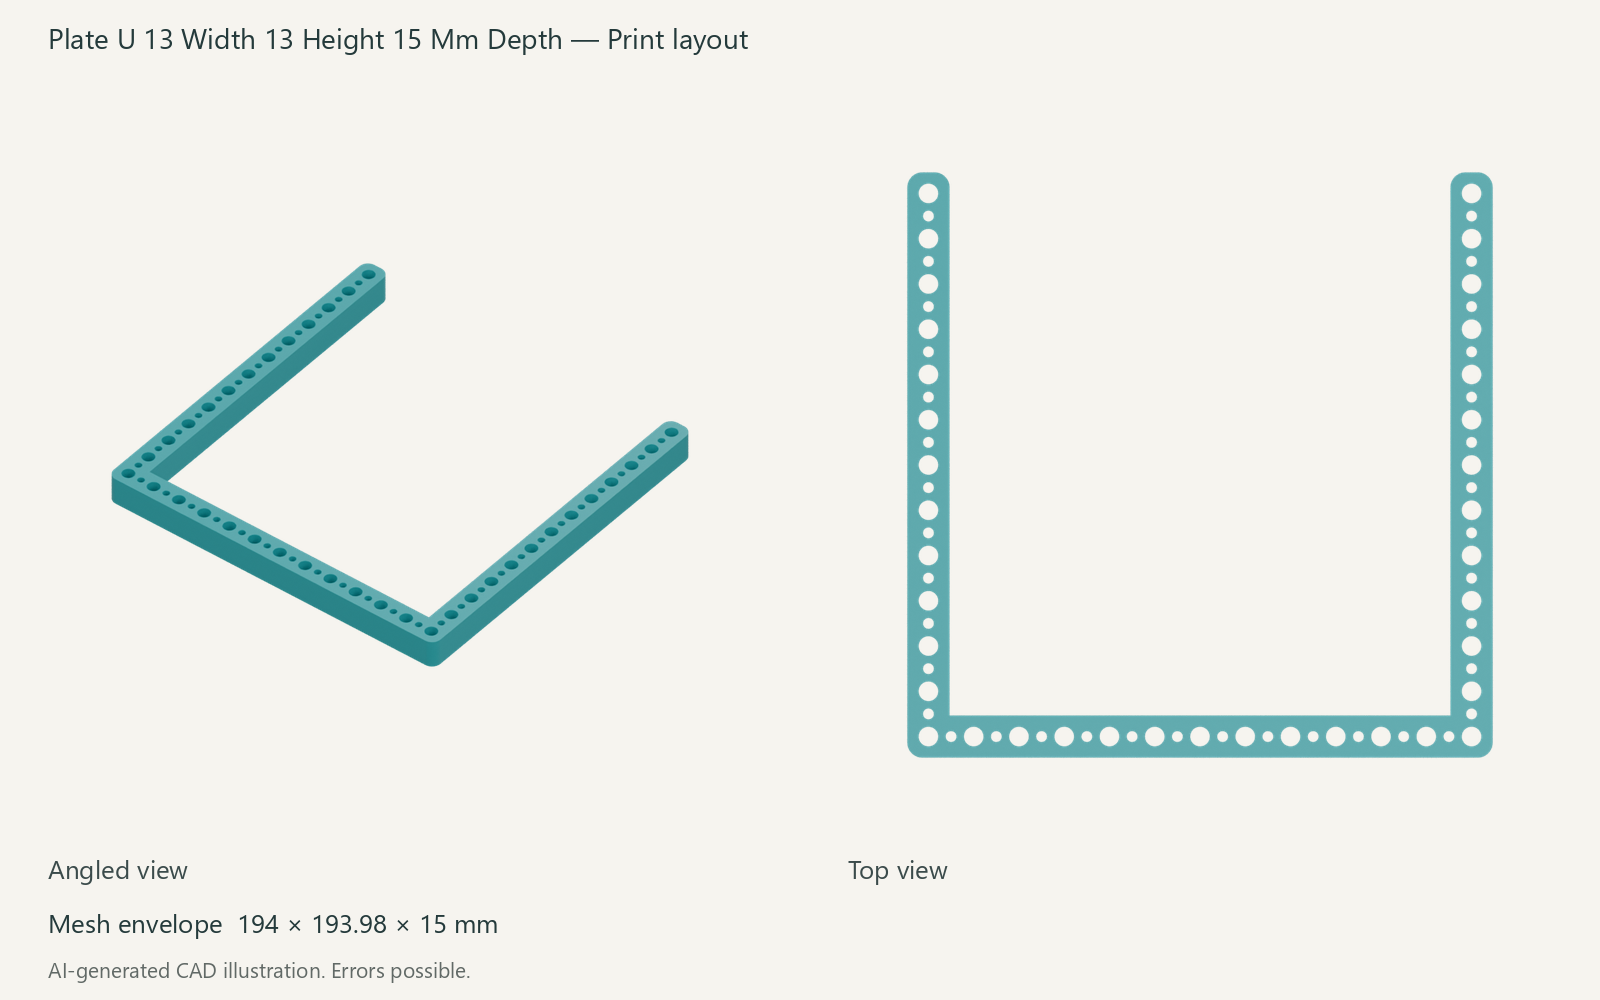 Plate U 13 Width 13 Height 15 Mm Depth — Print layout
Angled view
Top view
Mesh envelope 194 × 193.98 × 15 mm
AI-generated CAD illustration. Errors possible.